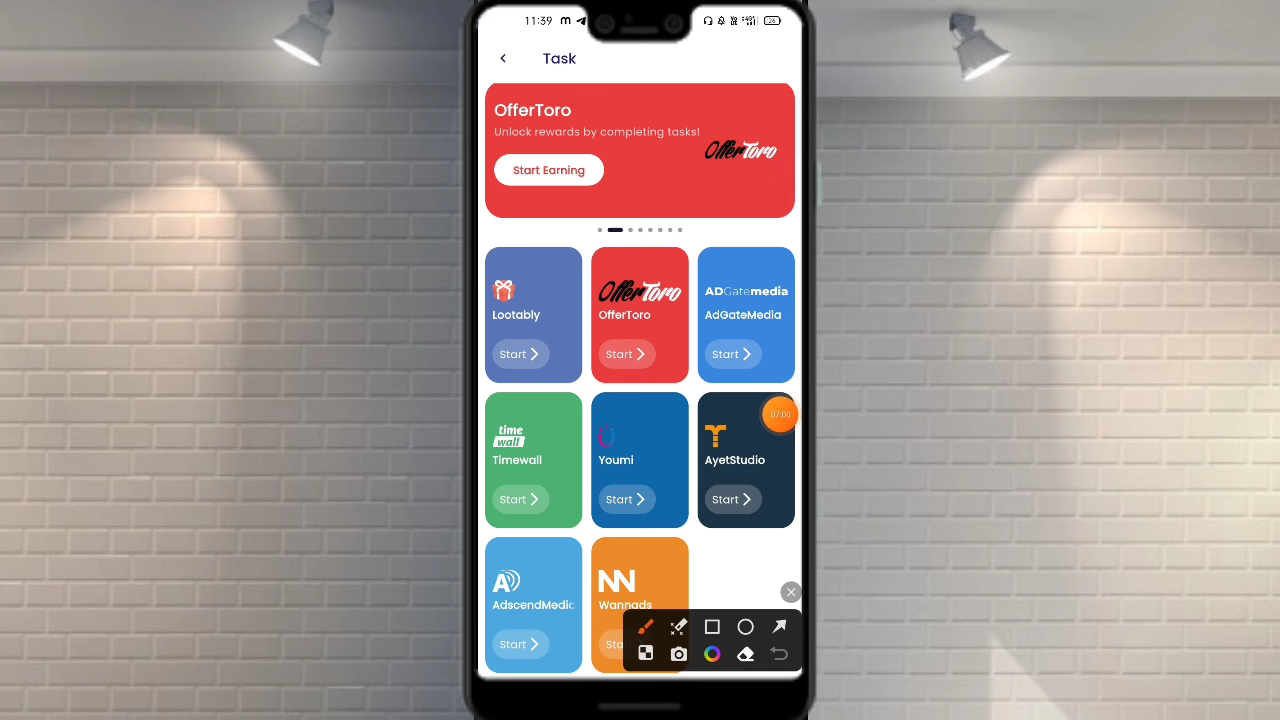 11:39
Task
OfferToro
Unlock rewards by completing tasks!
OfferToro
Start Earning
OfferToro
ADGatemedia
Lootably
OfferToro
AdGateMedia
Start
Start
Start
07:00
time
wall
Timewall
Youmi
AyetStudio
Start
Start
Start
AdscendMedia
Wannads
Start
Sta